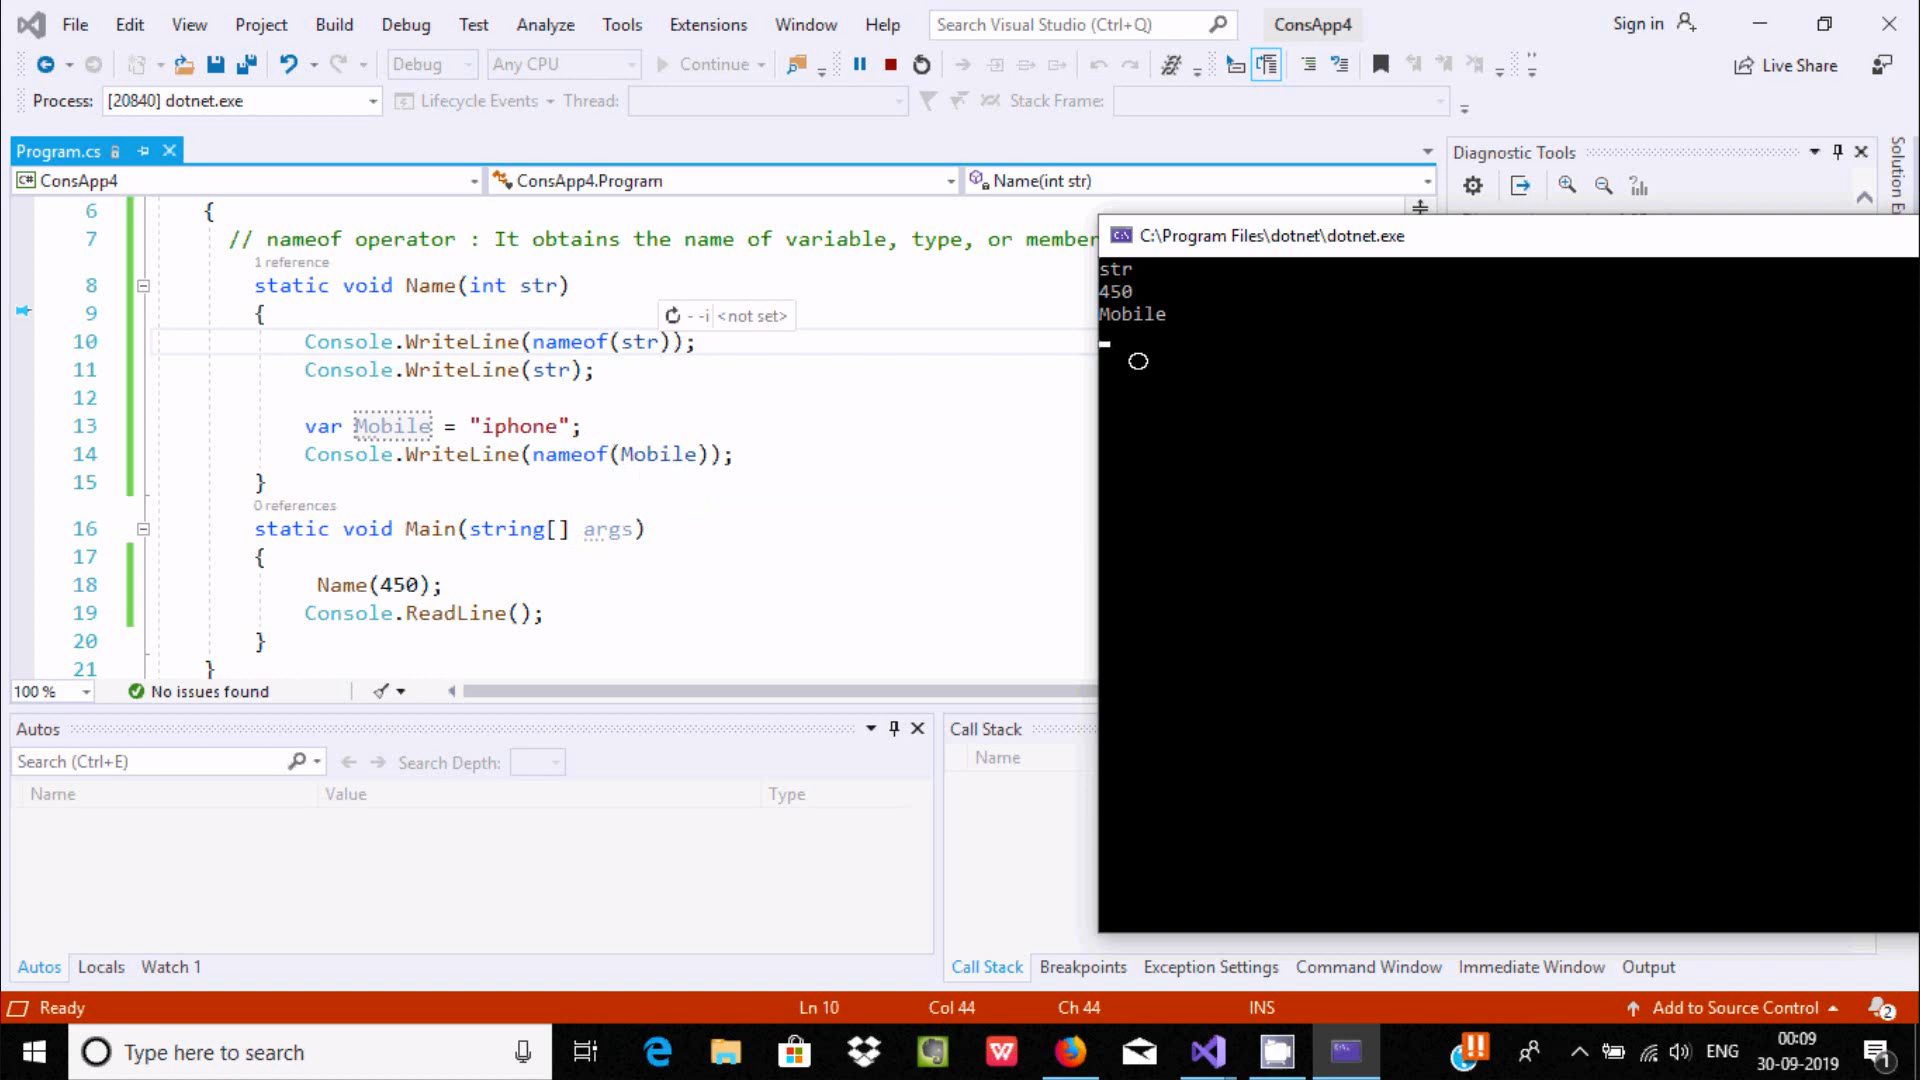 File Edit View Project Build Debug Test Analyze Tools Extensions Window Help Search Visual Studio (Ctrl+Q) ConsApp4 Sign in
Debug Any CPU Continue Live Share
Process: [20840] dotnet.exe Lifecycle Events Thread: Stack Frame:
Program.cs
Diagnostic Tools
ConsApp4 ConsApp4.Program Name(int str)
Solution E
6 {
7 // nameof operator : It obtains the name of variable, type, or member
1 reference
8 static void Name(int str)
9 {
- -i <not set>
10 Console.WriteLine(nameof(str));
11 Console.WriteLine(str);
12
13 var Mobile = "iphone";
14 Console.WriteLine(nameof(Mobile));
15 }
0 references
16 static void Main(string[] args)
17 {
18 Name(450);
19 Console.ReadLine();
20 }
21 }
100 % No issues found
C:\Program Files\dotnet\dotnet.exe
str
450
Mobile
Autos
Search (Ctrl+E) Search Depth:
Name Value Type
Autos Locals Watch 1
Call Stack
Name
Call Stack Breakpoints Exception Settings Command Window Immediate Window Output
Ready Ln 10 Col 44 Ch 44 INS Add to Source Control 2
Type here to search ENG 00:09
30-09-2019 1